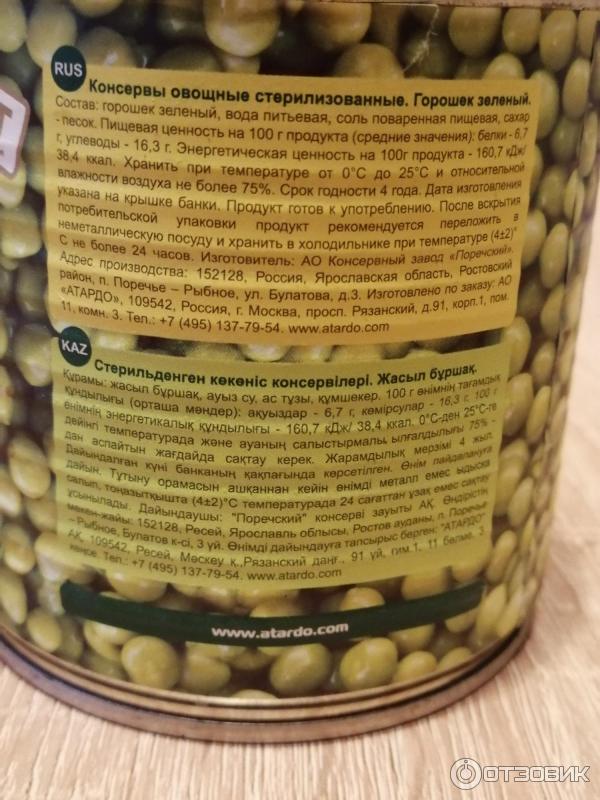 RUS
Консервы овощные стерилизованные. Горошек зеленый.
Состав: горошек зеленый, вода питьевая, соль поваренная пищевая, сахар
-песок. Пищевая ценность на 100 г продукта (средние значения): белки - 6,7
г, углеводы - 16,3 г. Энергетическая ценность на 100г продукта - 160,7 кДж/
38,4 ккал. Хранить при температуре от 0°С до 25°С и относительной
влажности воздуха не более 75%. Срок годности 4 года. Дата изготовления
указана на крышке банки. Продукт готов к употреблению. После вскрытия
потребительской упаковки продукт рекомендуется переложить в
неметаллическую посуду и хранить в холодильнике при температуре (4±2)°
С не более 24 часов. Изготовитель: АО Консервный завод «Поречский».
Адрес производства: 152128, Россия, Ярославская область, Ростовский
район, п. Поречье – Рыбное, ул. Булатова, д.3. Изготовлено по заказу: АО
«АТАРДО», 109542, Россия, г. Москва, просп. Рязанский, д.91, корп.1, пом.
11, комн. 3. Тел.: +7 (495) 137-79-54. www.atardo.com
KAZ
Стерильденген көкөніс консервілері. Жасыл бұршақ.
Құрамы: жасыл бұршақ, ауыз су, ас тұзы, құмшекер. 100 г өнімнің тағамдық
құндылығы (орташа мөндер): ақуыздар - 6,7 г, көмірсулар - 16,3 г. 100 г
өнімнің энергетикалық құндылығы - 160,7 кДж/ 38,4 ккал. 0°С-ден 25°С-ге
дейінгі температурада және ауаның салыстырмалы ылғалдылығы 75% -
дан аспайтын жағдайда сақтау керек. Жарамдылық мерзімі 4 жыл.
Дайындалған күні банканың қақпағында көрсетілген. Өнім пайдалануға
дайын. Тұтыну орамасын ашқаннан кейін өнімді металл емес ыдысқа
салып, тоңазытқышта (4±2)°С температурада 24 сағаттан ұзақ емес сақтау
ұсынылады. Дайындаушы: "Поречский" консерві зауыты АҚ. Өндірістің
мекен-жайы: 152128, Ресей, Ярославль облысы, Ростов ауданы, п. Поречье
– Рыбное, Булатов к-сі, 3 үй. Өнімді дайындауға тапсырыс берген: "АТАРДО"
АҚ, 109542, Ресей, Мәскеу қ.,Рязанский даңғ., 91 үй, ғим.1, 11 бөлме, 3
кеңсе. Тел.: +7 (495) 137-79-54. www.atardo.com
www.atardo.com
ОТЗОВИК